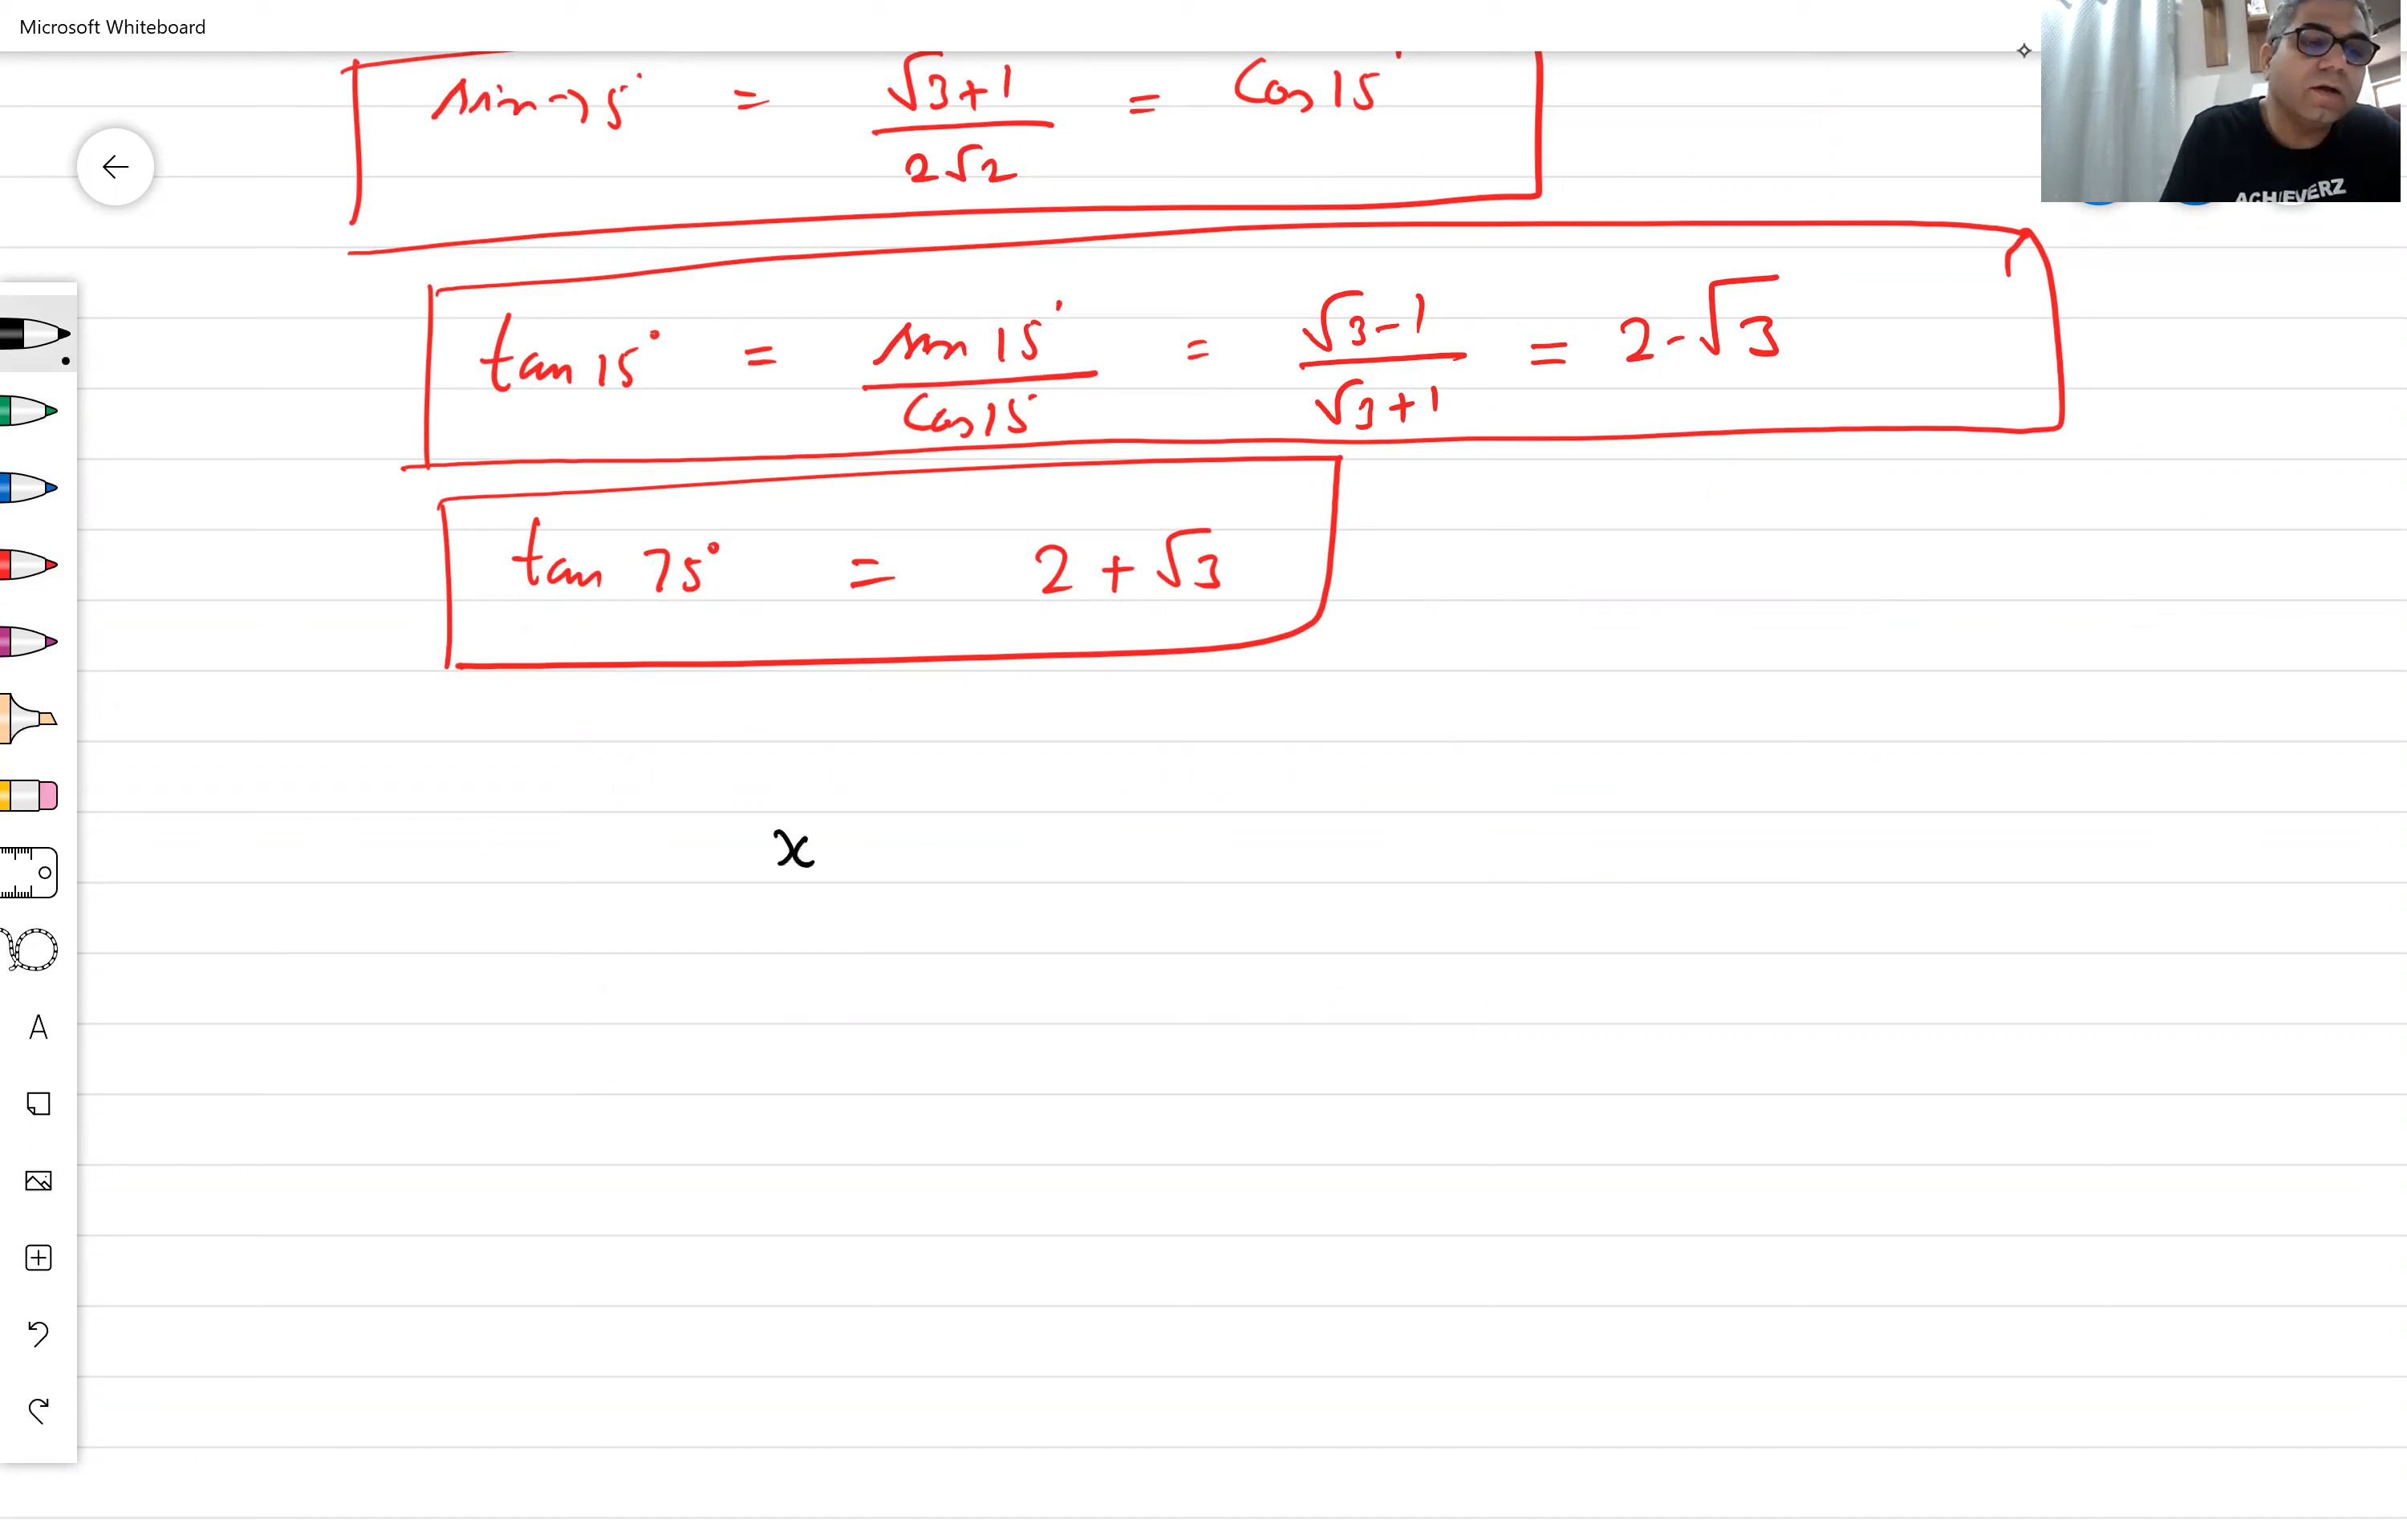 Microsoft Whiteboard
sin 75° = √3+1 / 2√2 = Cos 15°
tan 15° = sin 15° / Cos 15° = √3-1 / √3+1 = 2-√3
tan 75° = 2 + √3
x
A
ACHIEVERZ